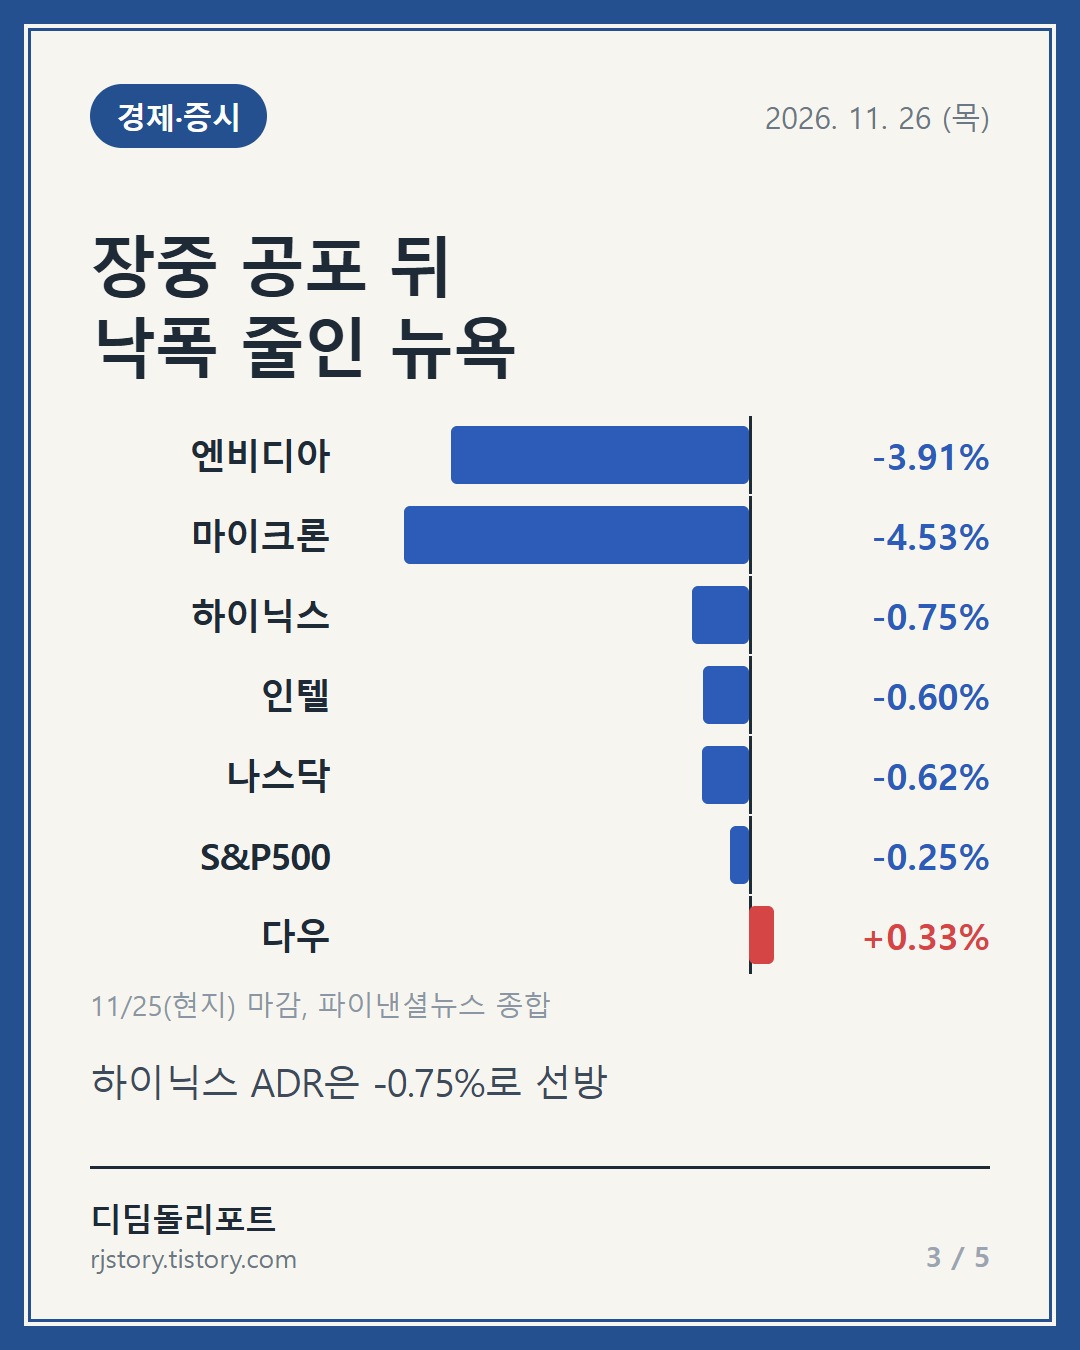 경제·증시
2026. 11. 26 (목)
장중 공포 뒤
낙폭 줄인 뉴욕
엔비디아 -3.91%
마이크론 -4.53%
하이닉스 -0.75%
인텔 -0.60%
나스닥 -0.62%
S&P500 -0.25%
다우 +0.33%
11/25(현지) 마감, 파이낸셜뉴스 종합
하이닉스 ADR은 -0.75%로 선방
디딤돌리포트
rjstory.tistory.com
3 / 5